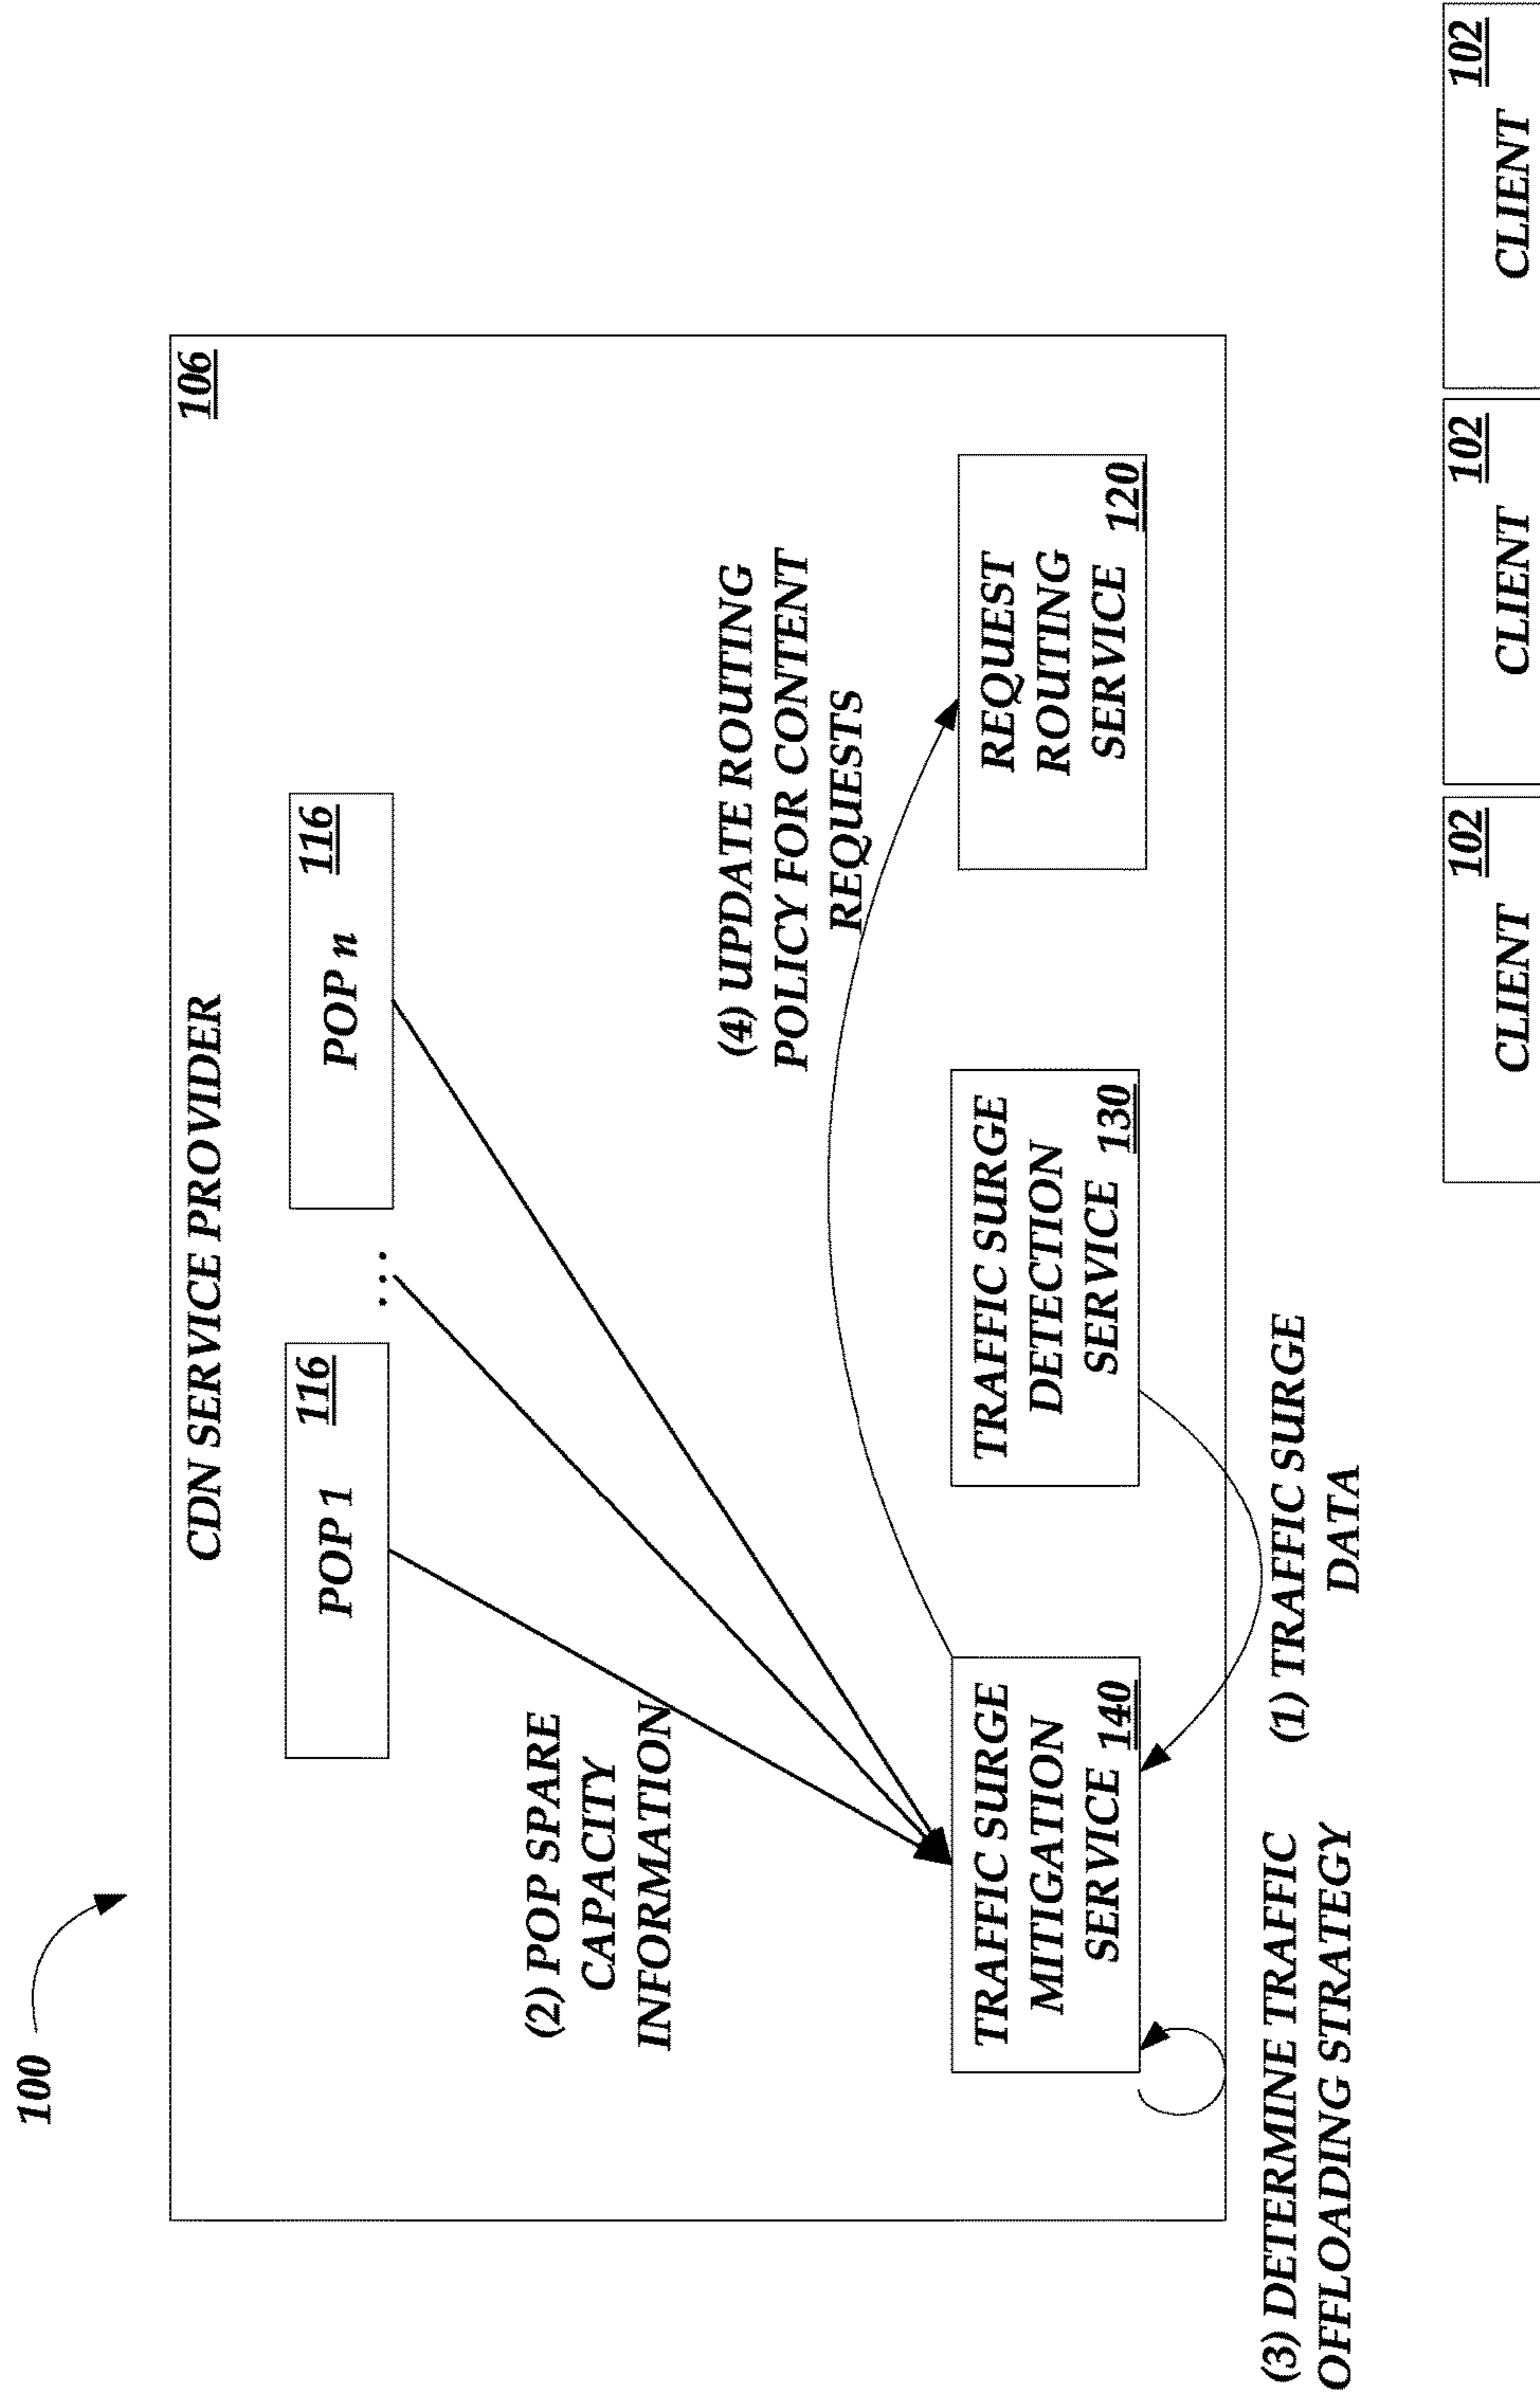 100
CDN SERVICE PROVIDER
106
POP 1
116
...
POP n
116
(2) POP SPARE
CAPACITY
INFORMATION
(4) UPDATE ROUTING
POLICY FOR CONTENT
REQUESTS
TRAFFIC SURGE
MITIGATION
SERVICE 140
TRAFFIC SURGE
DETECTION
SERVICE 130
REQUEST
ROUTING
SERVICE 120
(3) DETERMINE TRAFFIC
OFFLOADING STRATEGY
(1) TRAFFIC SURGE
DATA
102
CLIENT
102
CLIENT
102
CLIENT